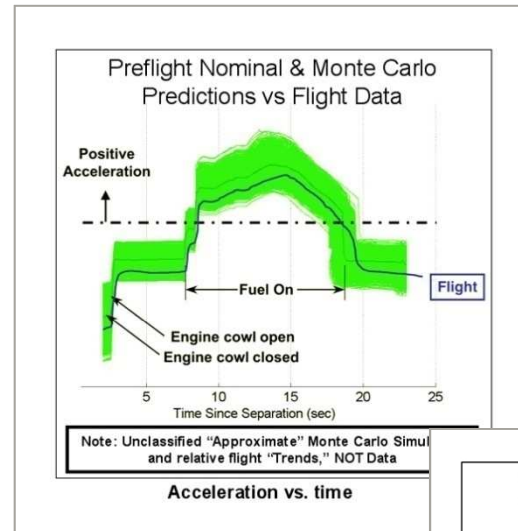 Preflight Nominal & Monte Carlo
Predictions vs Flight Data
Positive
Acceleration
Fuel On
Flight
Engine cowl open
Engine cowl closed
5 10 15 20 25
Time Since Separation (sec)
Note: Unclassified "Approximate" Monte Carlo
and relative flight "Trends," NOT Data
Acceleration vs. time